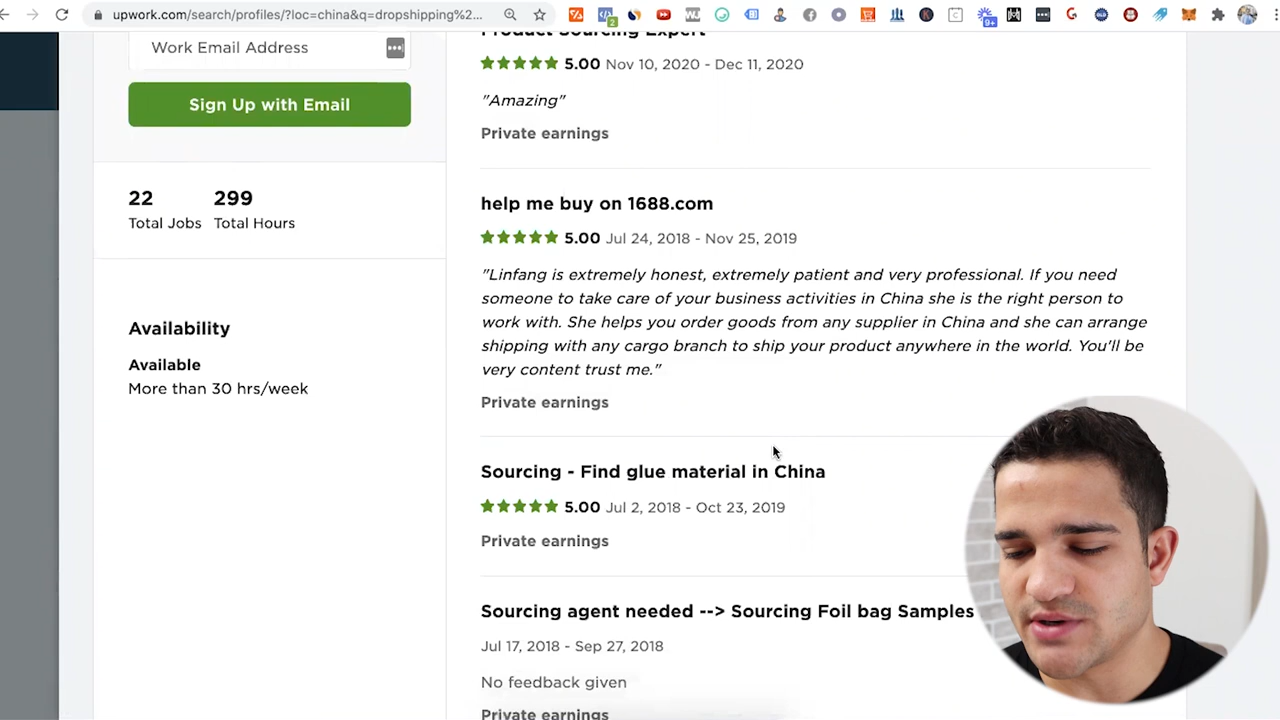 upwork.com/search/profiles/?loc=china&q=dropshipping%2...
Work Email Address
Sign Up with Email
22
299
Total Jobs
Total Hours
Availability
Available
More than 30 hrs/week
Product Sourcing Expert
5.00 Nov 10, 2020 - Dec 11, 2020
"Amazing"
Private earnings
help me buy on 1688.com
5.00 Jul 24, 2018 - Nov 25, 2019
"Linfang is extremely honest, extremely patient and very professional. If you need
someone to take care of your business activities in China she is the right person to
work with. She helps you order goods from any supplier in China and she can arrange
shipping with any cargo branch to ship your product anywhere in the world. You'll be
very content trust me."
Private earnings
Sourcing - Find glue material in China
5.00 Jul 2, 2018 - Oct 23, 2019
Private earnings
Sourcing agent needed --> Sourcing Foil bag Samples
Jul 17, 2018 - Sep 27, 2018
No feedback given
Private earnings